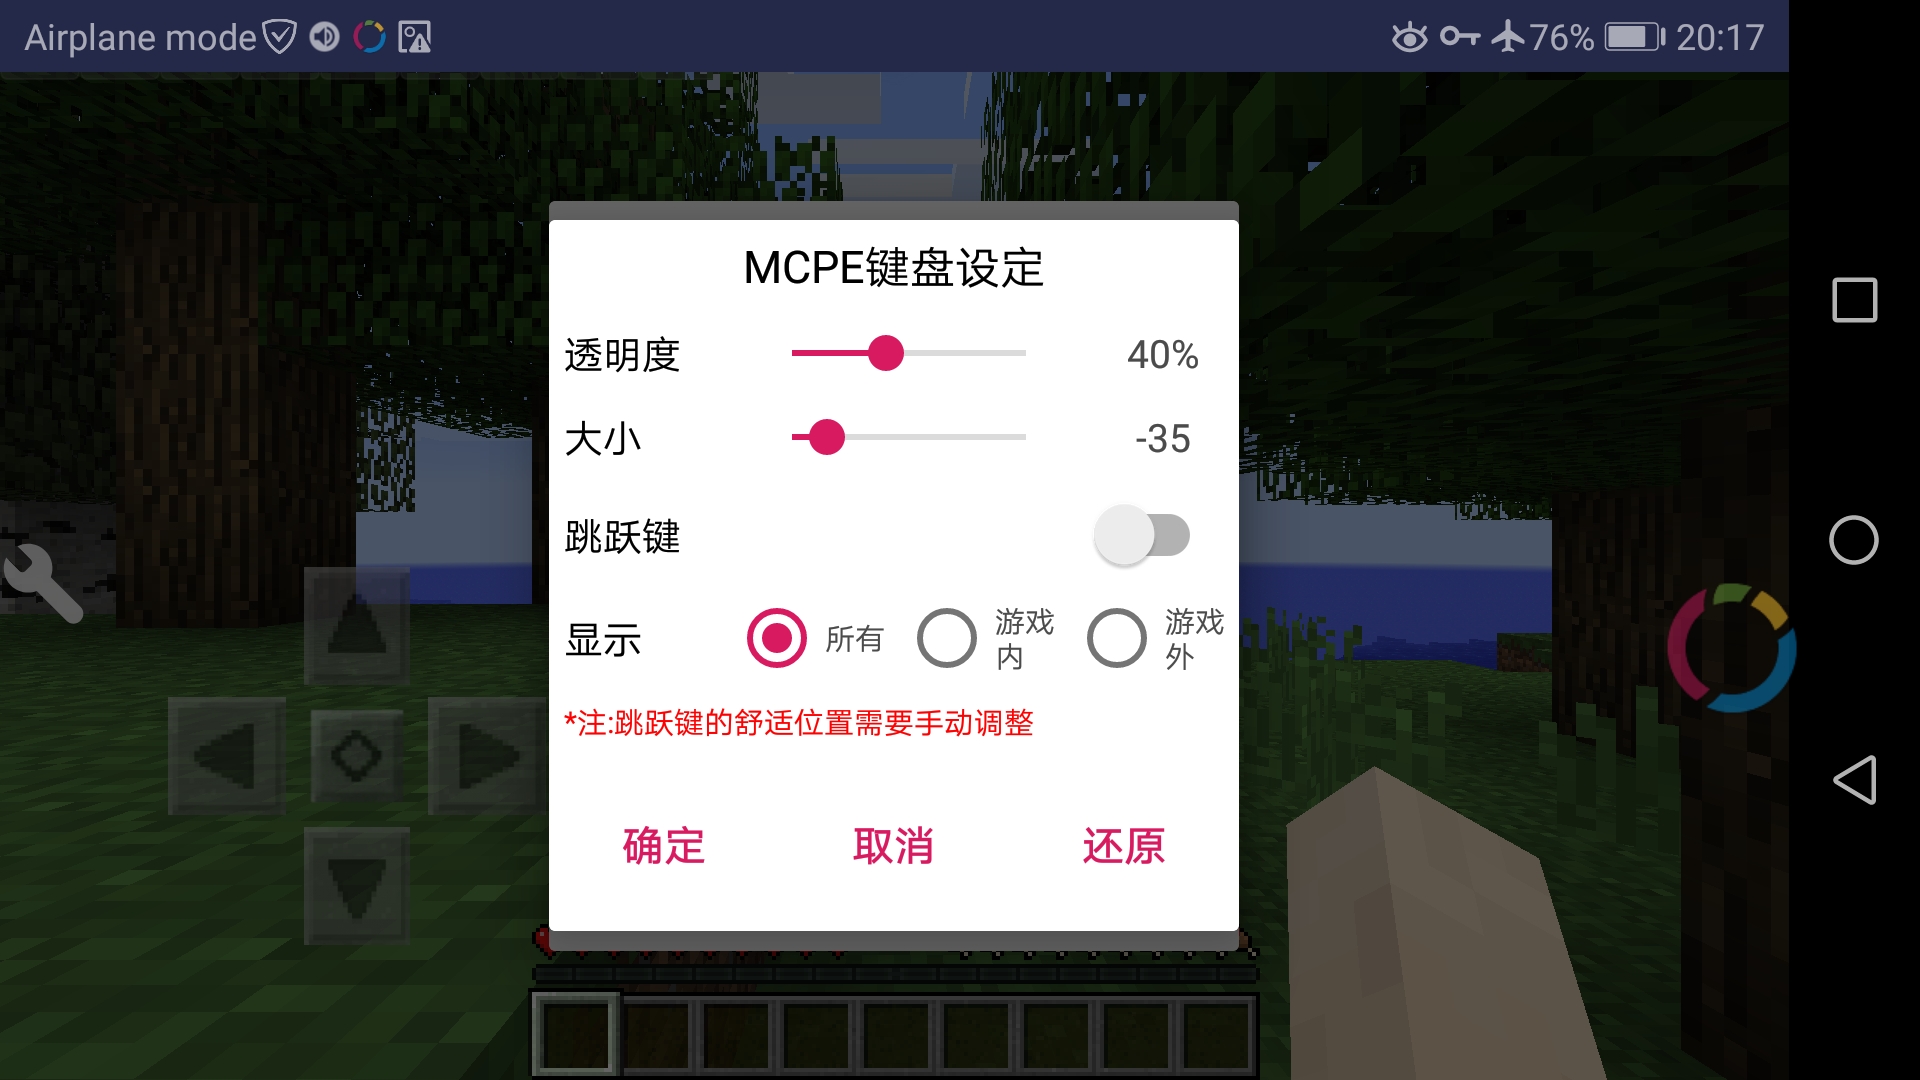 Airplane mode 76% 20:17
MCPE键盘设定
透明度 40%
大小 -35
跳跃键
显示 所有 游戏内 游戏外
*注:跳跃键的舒适位置需要手动调整
确定 取消 还原